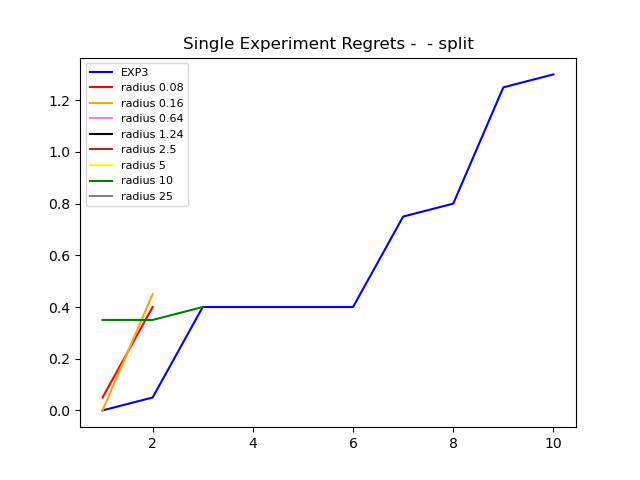 Single Experiment Regrets -  - split
EXP3
radius 0.08
radius 0.16
radius 0.64
radius 1.24
radius 2.5
radius 5
radius 10
radius 25
1.2
1.0
0.8
0.6
0.4
0.2
0.0
2 4 6 8 10